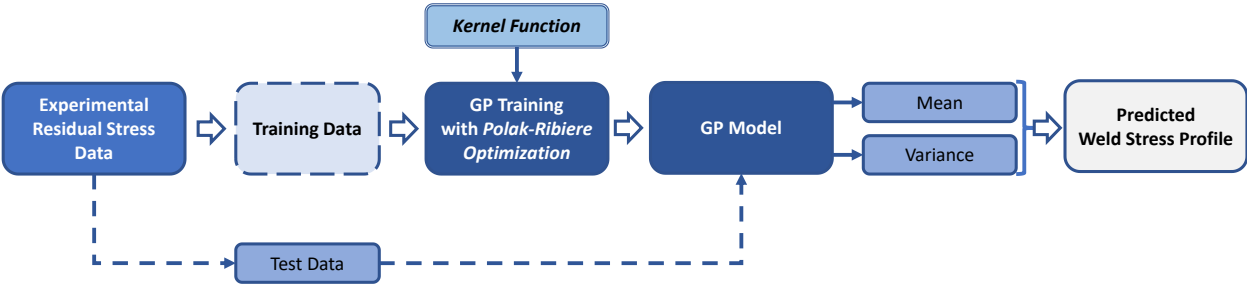 Kernel Function
Experimental
Residual Stress
Data
Training Data
GP Training
with Polak-Ribiere
Optimization
GP Model
Mean
Variance
Predicted
Weld Stress Profile
Test Data